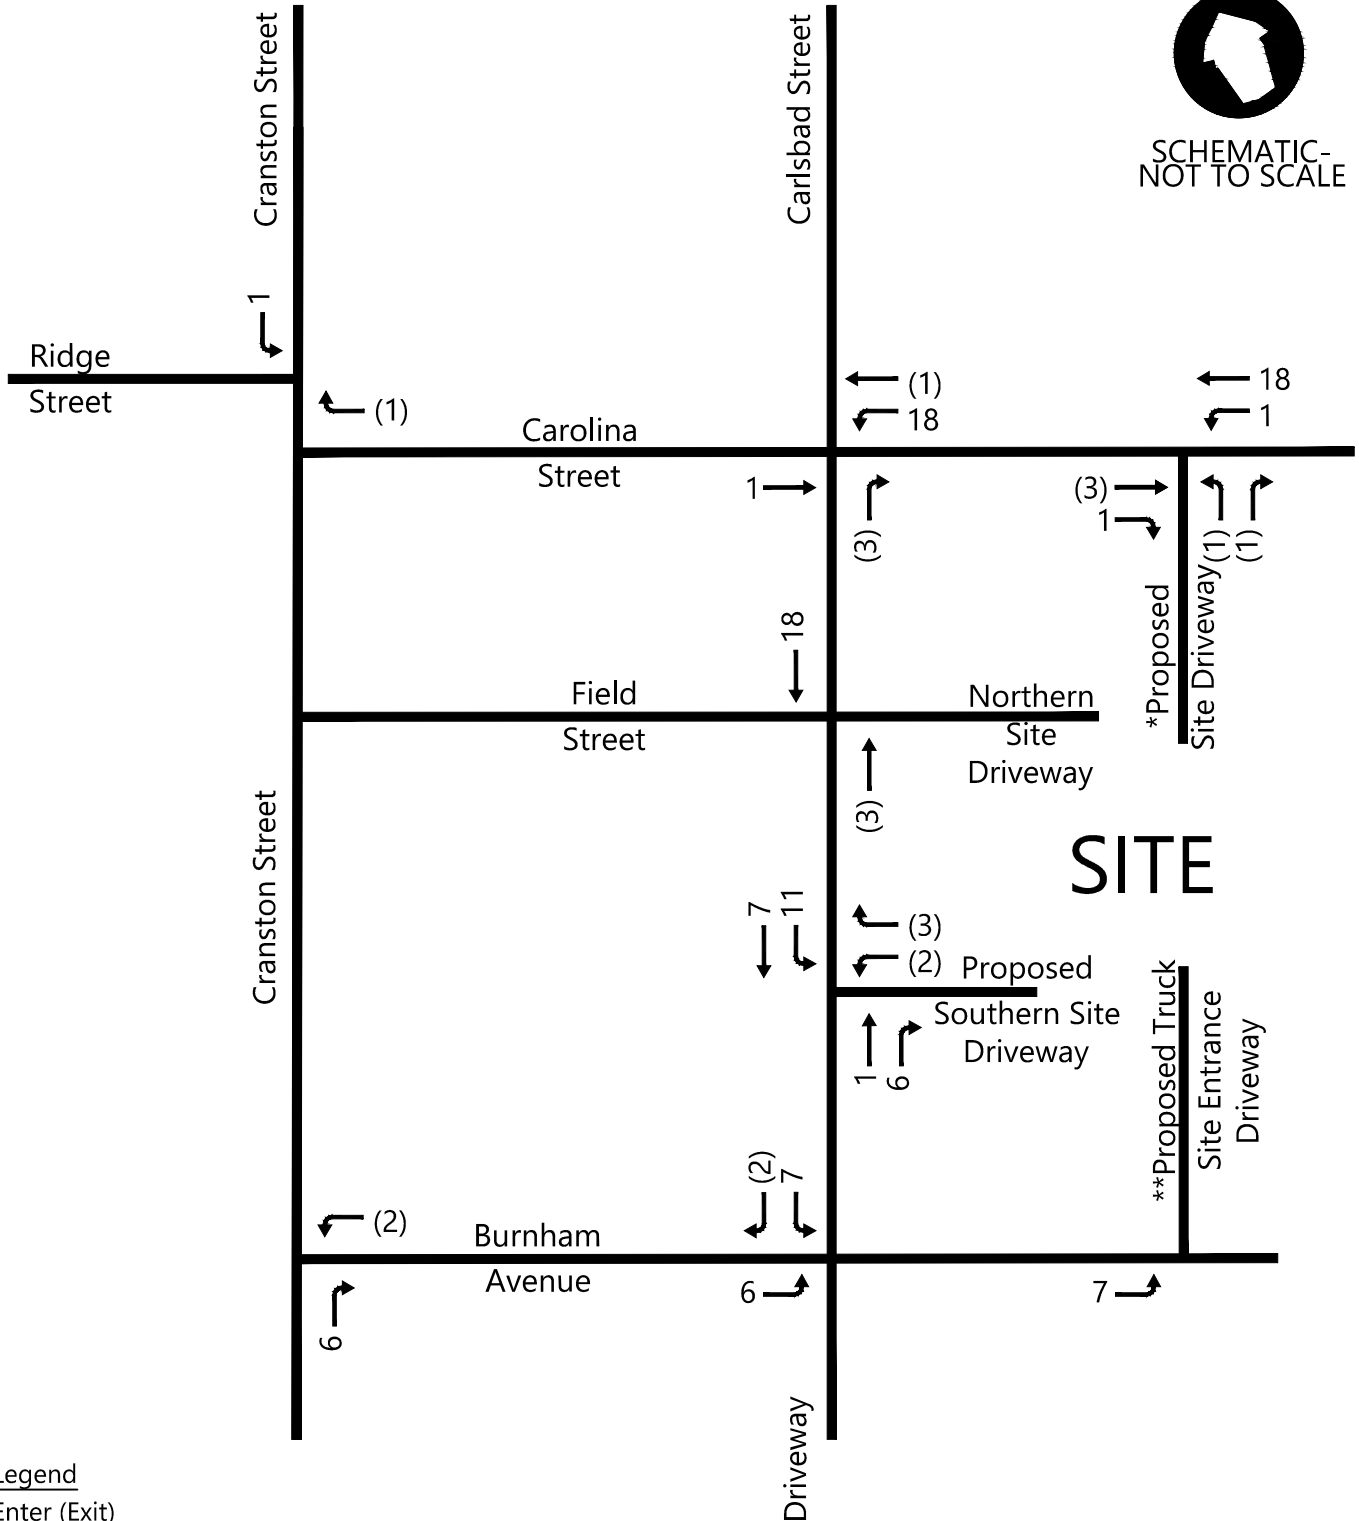 Cranston Street
Carlsbad Street
SCHEMATIC-
NOT TO SCALE
1
Ridge
Street
(1)
Carolina
Street
(1)
18
18
1
1
(3)
(3)
1
(1)
(1)
*Proposed
Site Driveway
18
Field
Street
Northern
Site
Driveway
(3)
SITE
Cranston Street
7
11
(3)
(2)
Proposed
Southern Site
Driveway
1
6
**Proposed Truck
Site Entrance
Driveway
(2)
7
(2)
Burnham
Avenue
6
6
7
Driveway
Legend
Enter (Exit)